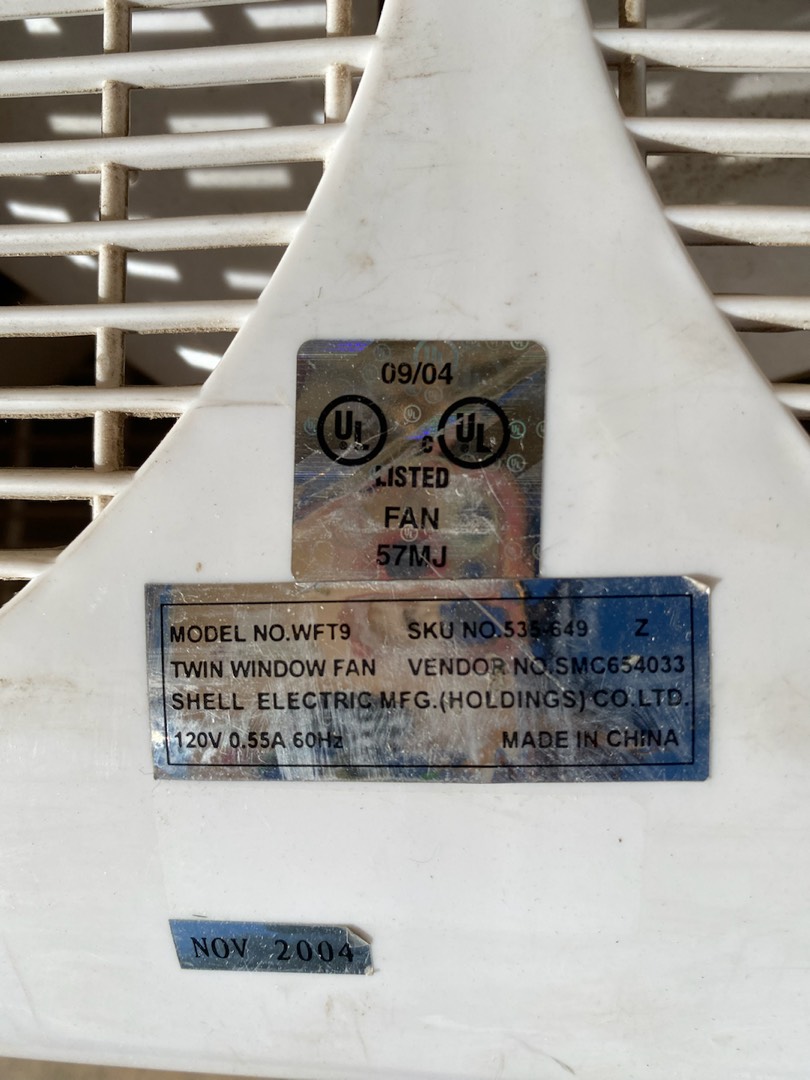 09/04
UL c UL
LISTED
FAN
57MJ
MODEL NO.WFT9 SKU NO.535-649 Z
TWIN WINDOW FAN VENDOR NO.SMC654033
SHELL ELECTRIC MFG.(HOLDINGS) CO.LTD.
120V 0.55A 60Hz MADE IN CHINA
NOV 2004